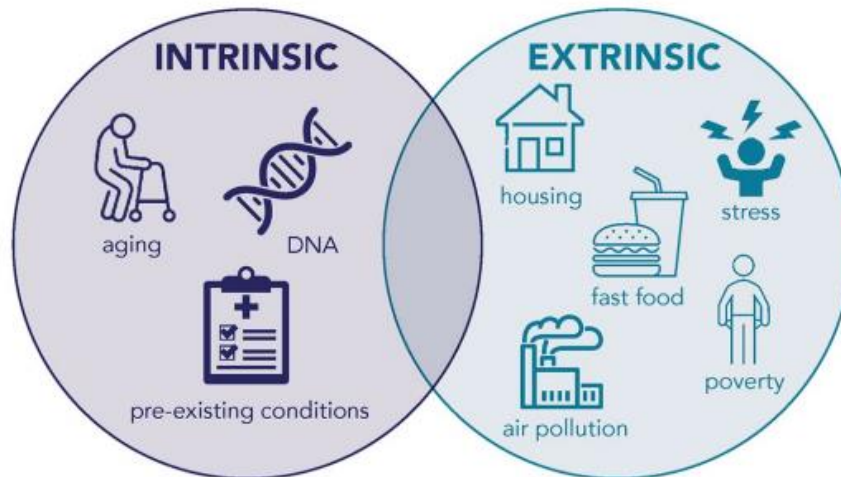 INTRINSIC
aging
DNA
pre-existing conditions
EXTRINSIC
housing
stress
fast food
poverty
air pollution